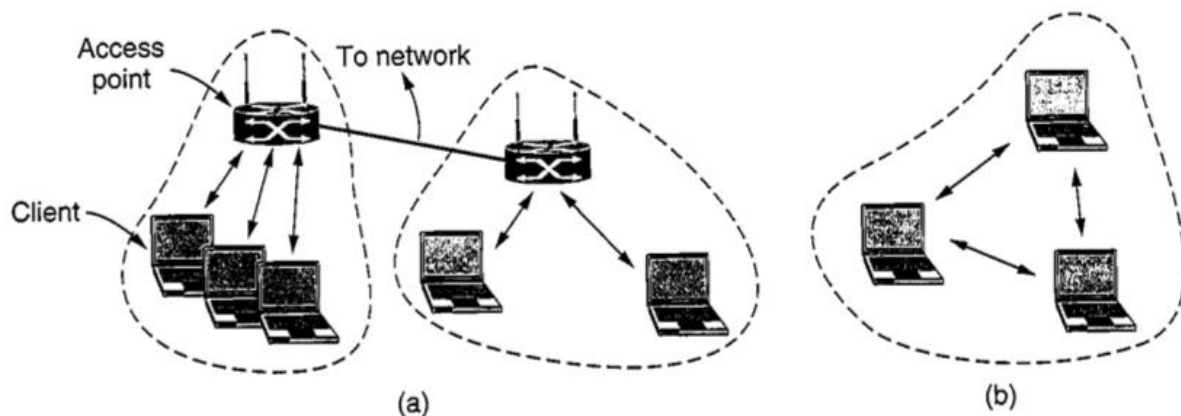 Access
point
To network
Client
(a)
(b)